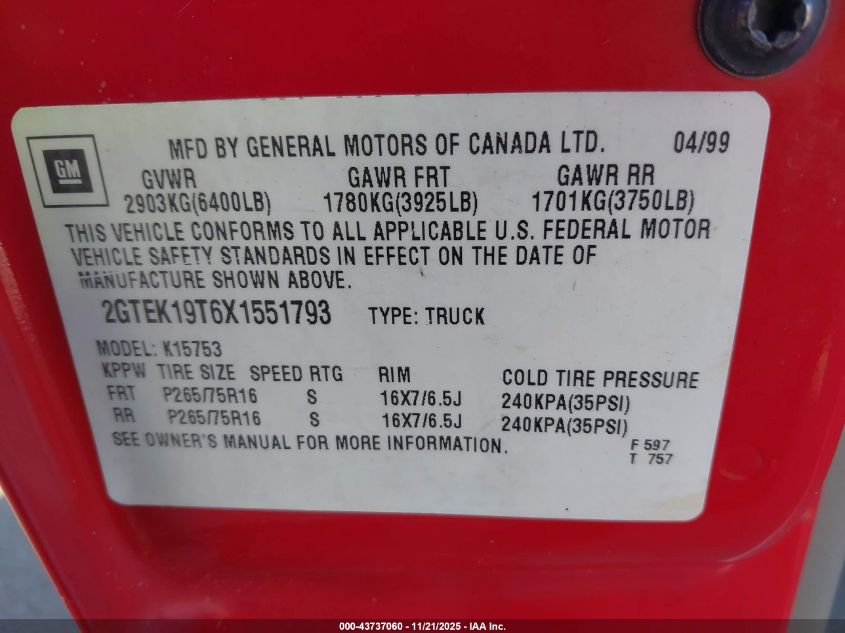 MFD BY GENERAL MOTORS OF CANADA LTD. 04/99
GM
GVWR GAWR FRT GAWR RR
2903KG(6400LB) 1780KG(3925LB) 1701KG(3750LB)
THIS VEHICLE CONFORMS TO ALL APPLICABLE U.S. FEDERAL MOTOR
VEHICLE SAFETY STANDARDS IN EFFECT ON THE DATE OF
MANUFACTURE SHOWN ABOVE.
2GTEK19T6X1551793 TYPE: TRUCK
MODEL: K15753
KPPW TIRE SIZE SPEED RTG RIM COLD TIRE PRESSURE
FRT P265/75R16 S 16X7/6.5J 240KPA(35PSI)
RR P265/75R16 S 16X7/6.5J 240KPA(35PSI)
SEE OWNER'S MANUAL FOR MORE INFORMATION.
F 597
T 757
000-43737060 - 11/21/2025 - IAA Inc.